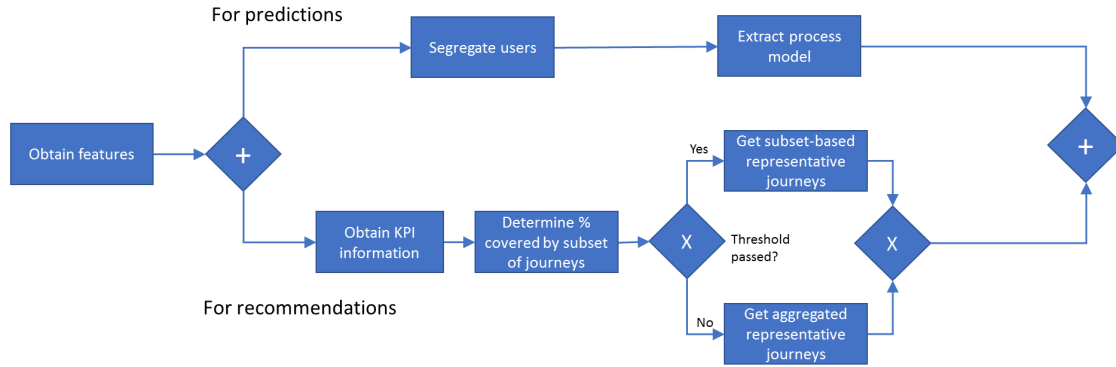 For predictions
Segregate users
Extract process
model
Obtain features
+
+
Yes
Get subset-based
representative
journeys
Obtain KPI
information
Determine %
covered by subset
of journeys
X
Threshold
passed?
X
For recommendations
No
Get aggregated
representative
journeys